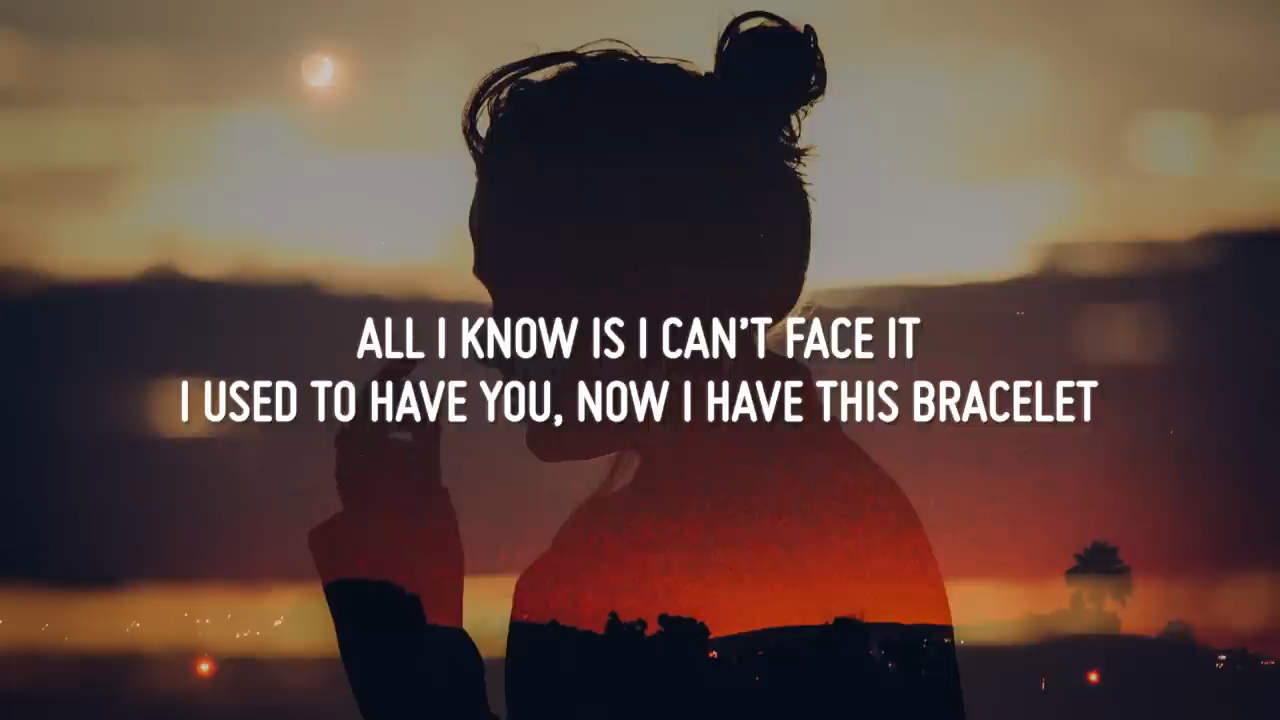 ALL I KNOW IS I CAN'T FACE IT
I USED TO HAVE YOU, NOW I HAVE THIS BRACELET